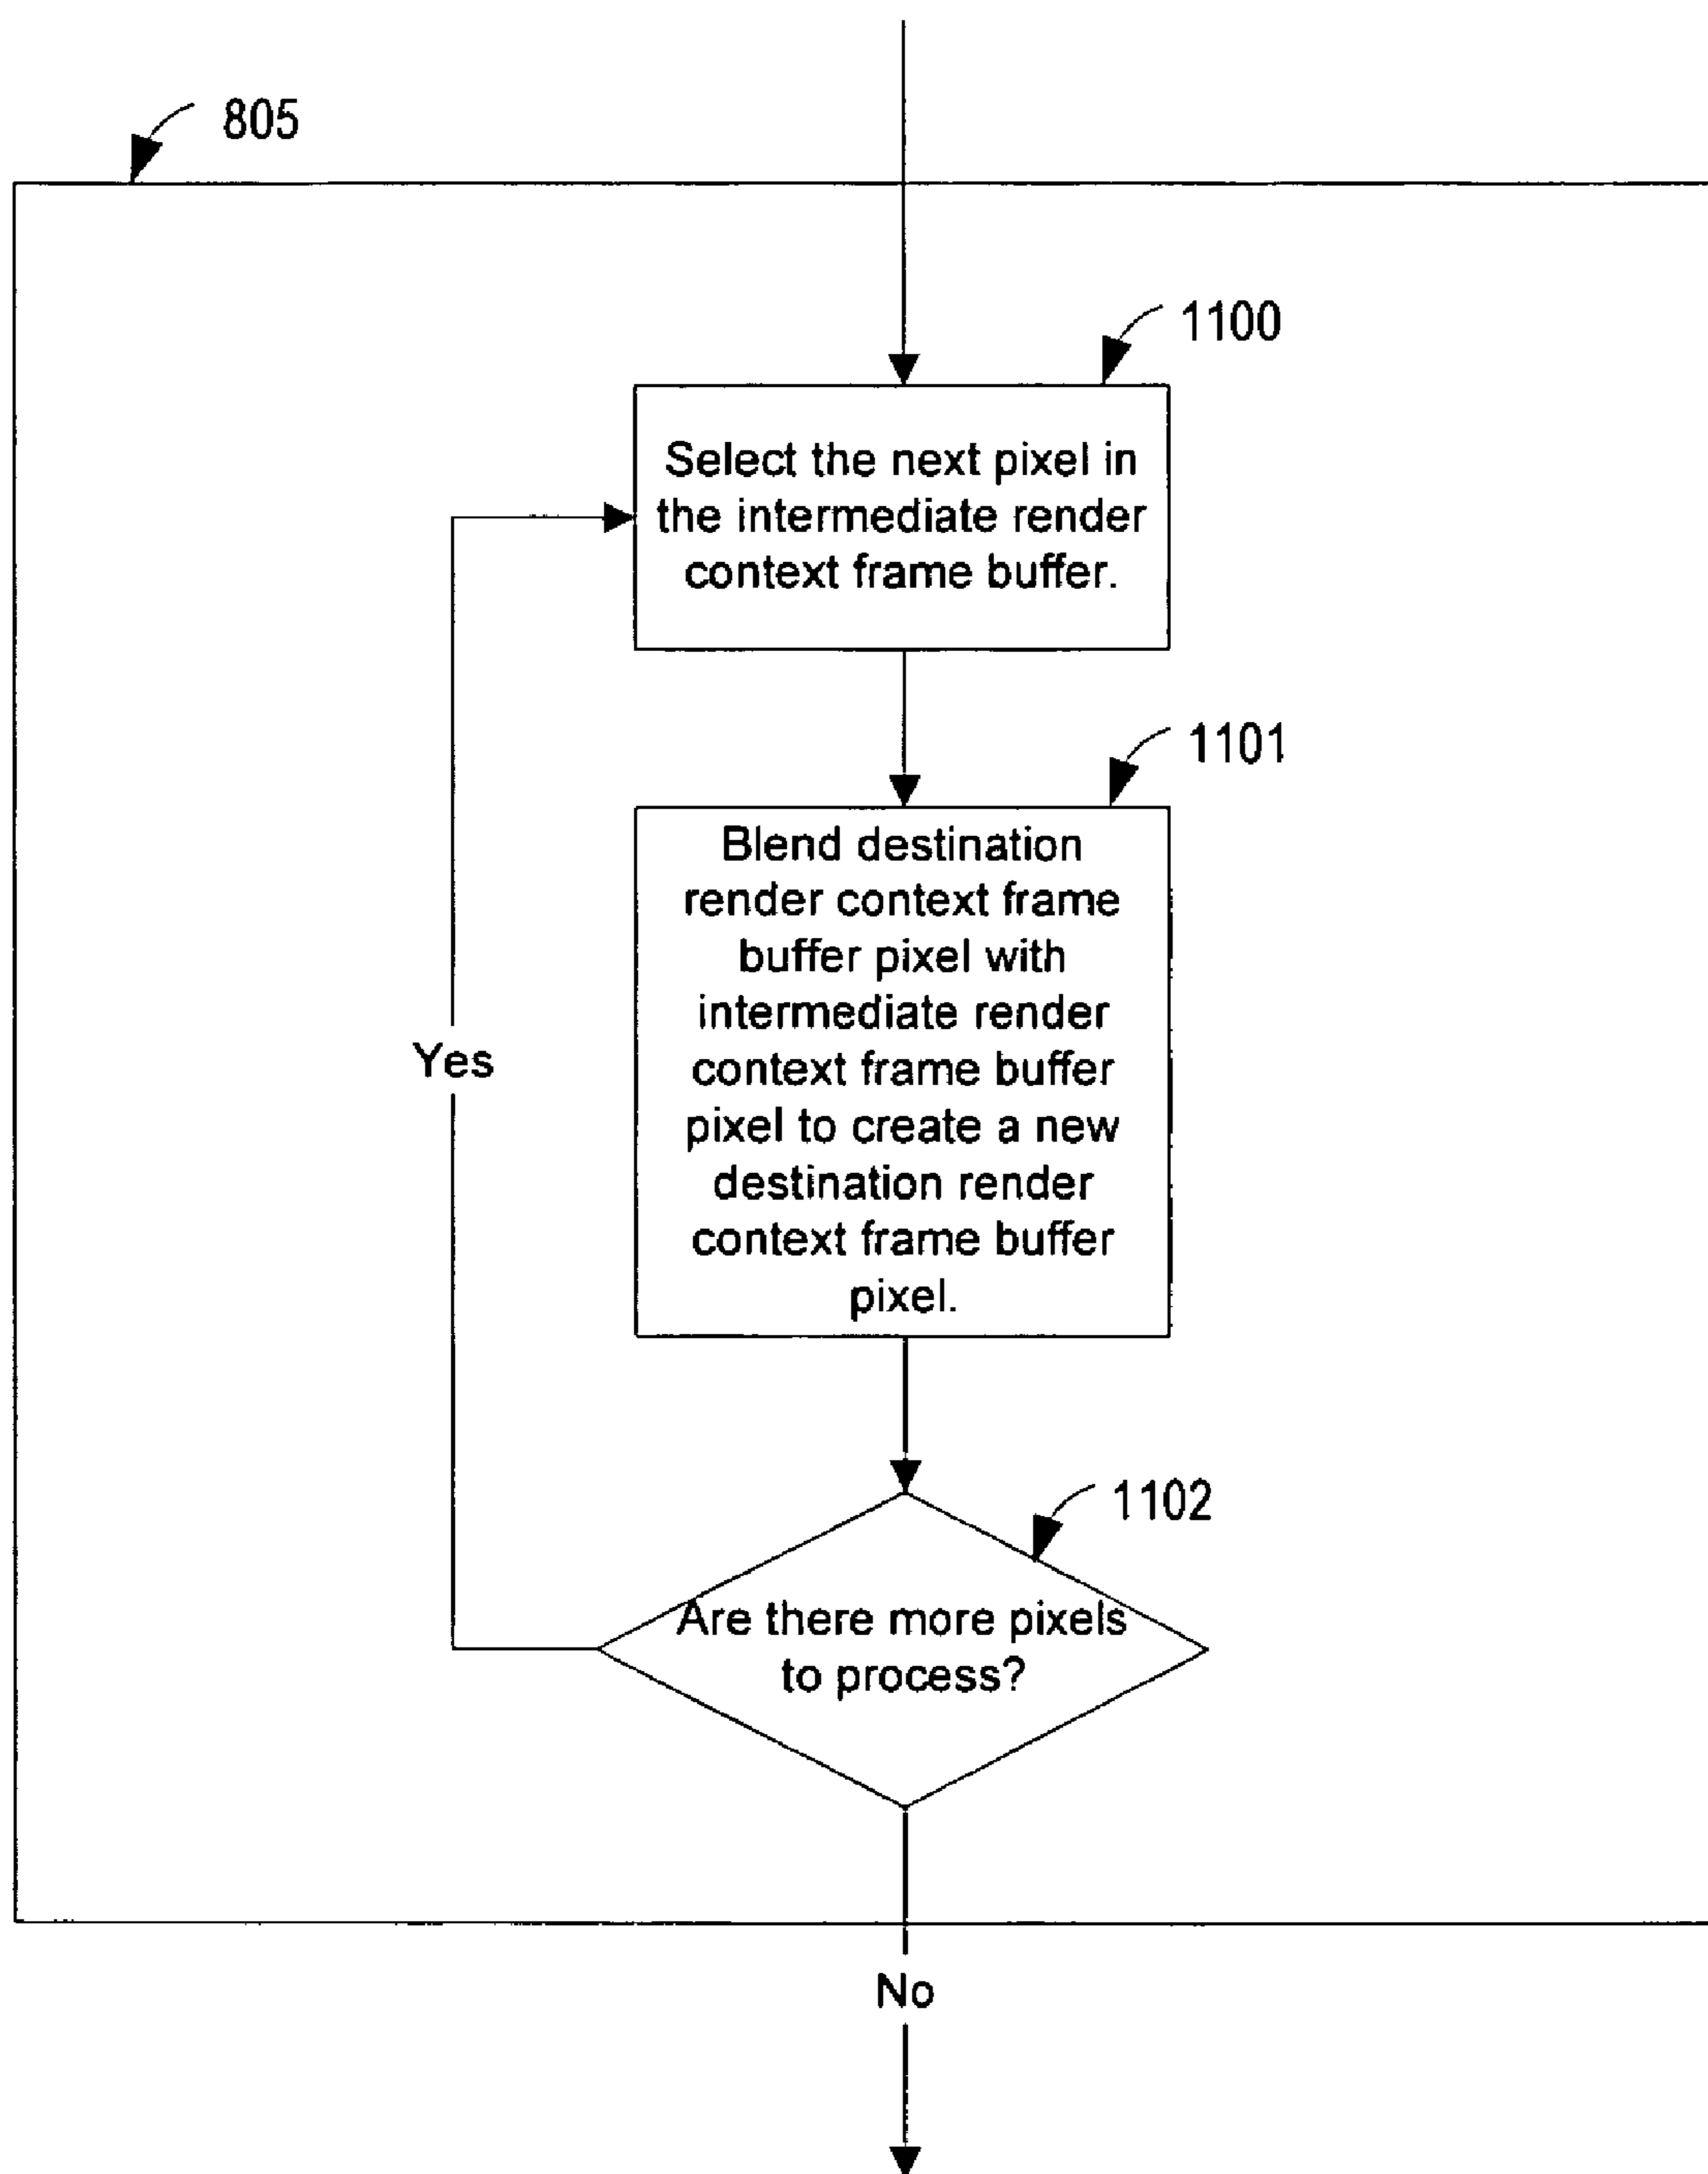 805
1100
Select the next pixel in
the intermediate render
context frame buffer.
1101
Blend destination
render context frame
buffer pixel with
intermediate render
context frame buffer
pixel to create a new
destination render
context frame buffer
pixel.
Yes
1102
Are there more pixels
to process?
No